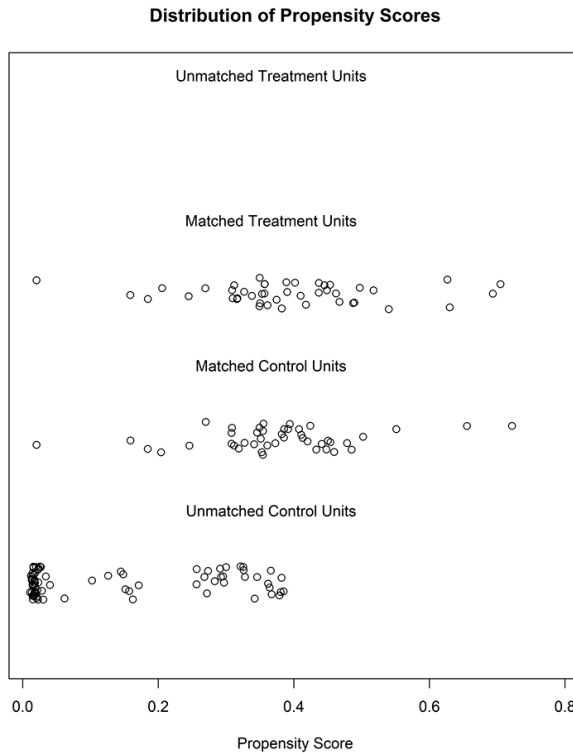 Distribution of Propensity Scores
Unmatched Treatment Units
Matched Treatment Units
Matched Control Units
Unmatched Control Units
0.0 0.2 0.4 0.6 0.8
Propensity Score